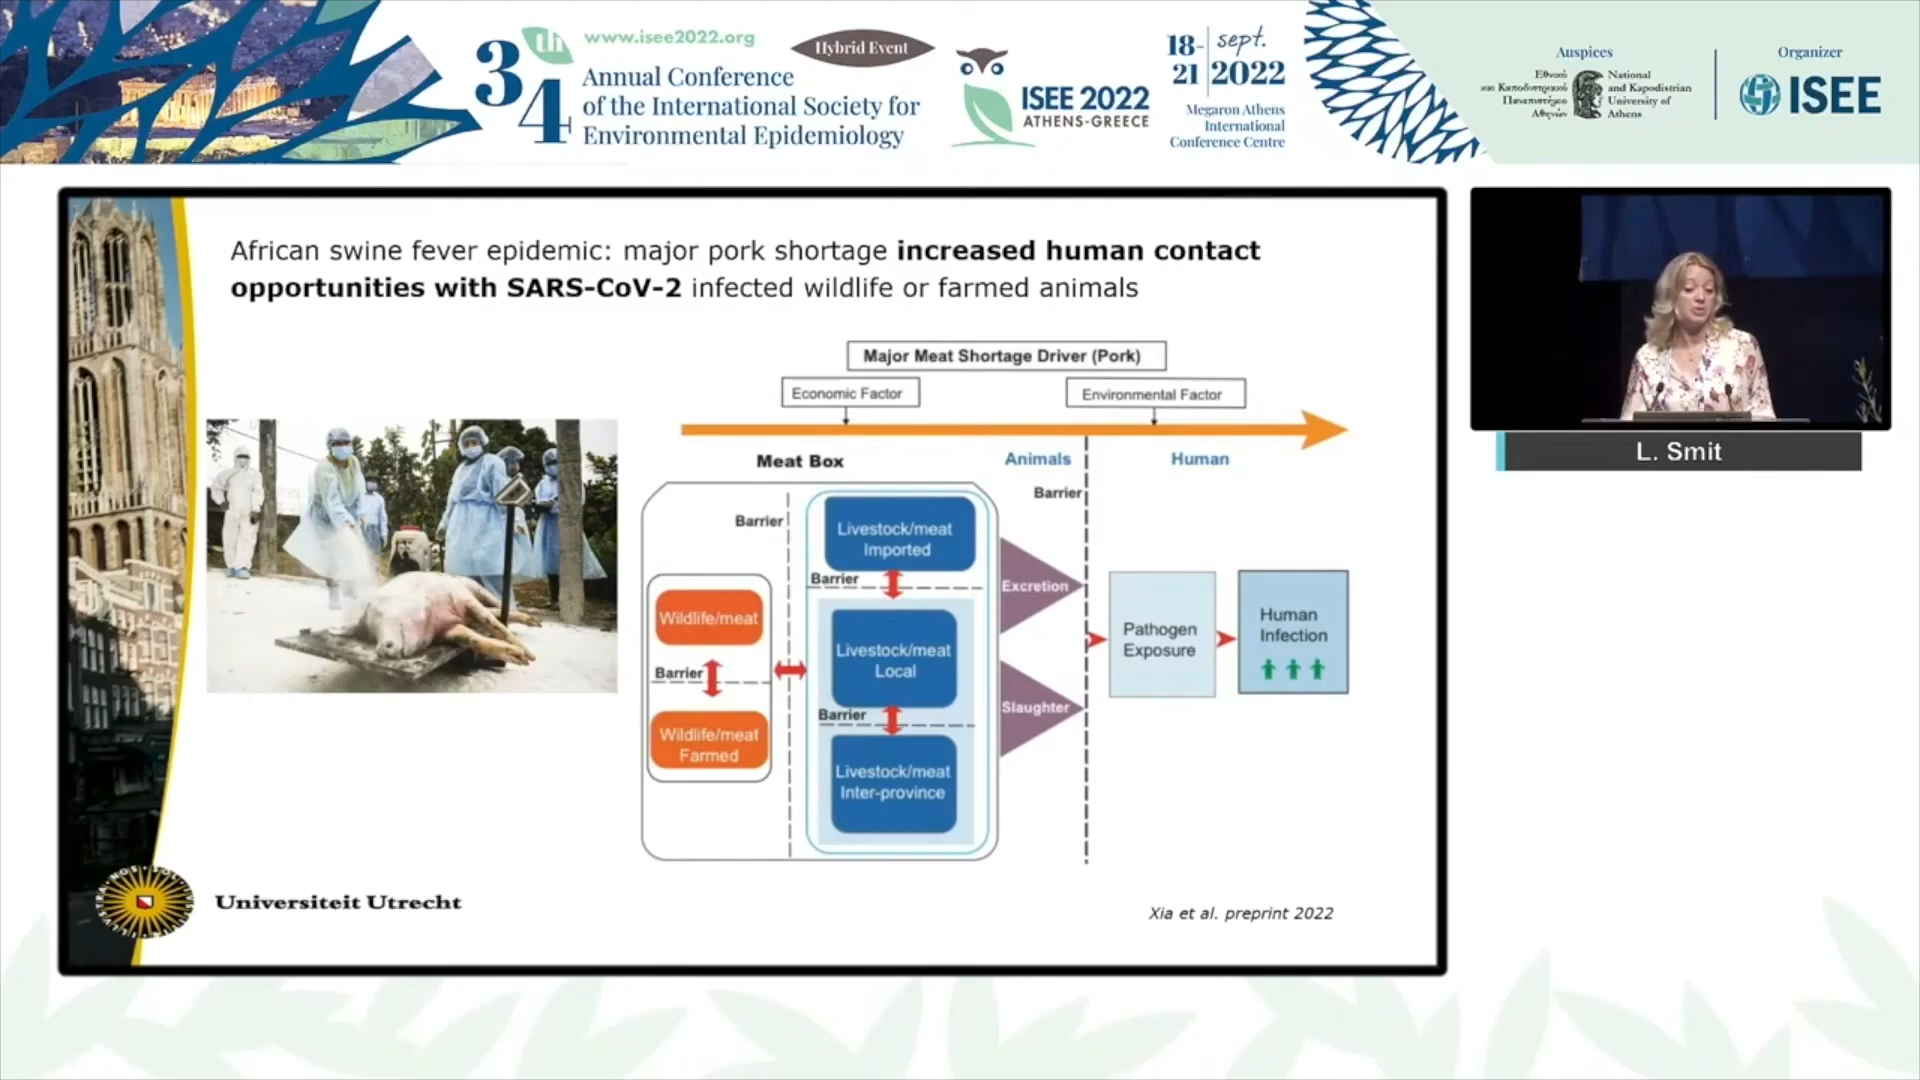 34th
www.isee2022.org
Hybrid Event
Annual Conference
of the International Society for
Environmental Epidemiology
ISEE 2022
ATHENS-GREECE
18-21 sept. 2022
Megaron Athens
International
Conference Centre
Auspices
Εθνικό
και Καποδιστριακό
Πανεπιστήμιο
Αθηνών
National
and Kapodistrian
University of
Athens
Organizer
ISEE
African swine fever epidemic: major pork shortage increased human contact
opportunities with SARS-CoV-2 infected wildlife or farmed animals
Major Meat Shortage Driver (Pork)
Economic Factor
Environmental Factor
Meat Box
Animals
Human
Barrier
Barrier
Livestock/meat
Imported
Barrier
Wildlife/meat
Barrier
Wildlife/meat
Farmed
Livestock/meat
Local
Barrier
Livestock/meat
Inter-province
Excretion
Slaughter
Pathogen
Exposure
Human
Infection
Universiteit Utrecht
Xia et al. preprint 2022
L. Smit